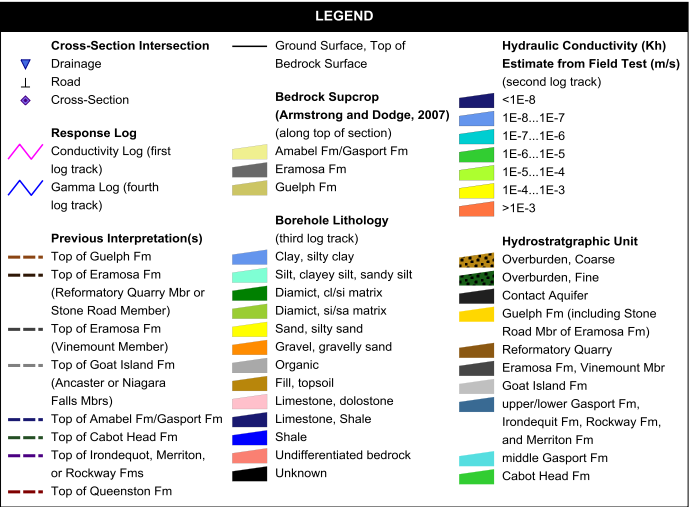 LEGEND
Cross-Section Intersection
Drainage
Road
Cross-Section
Response Log
Conductivity Log (first
log track)
Gamma Log (fourth
log track)
Previous Interpretation(s)
Top of Guelph Fm
Top of Eramosa Fm
(Reformatory Quarry Mbr or
Stone Road Member)
Top of Eramosa Fm
(Vinemount Member)
Top of Goat Island Fm
(Ancaster or Niagara
Falls Mbrs)
Top of Amabel Fm/Gasport Fm
Top of Cabot Head Fm
Top of Irondequot, Merriton,
or Rockway Fms
Top of Queenston Fm
Ground Surface, Top of
Bedrock Surface
Bedrock Supcrop
(Armstrong and Dodge, 2007)
(along top of section)
Amabel Fm/Gasport Fm
Eramosa Fm
Guelph Fm
Borehole Lithology
(third log track)
Clay, silty clay
Silt, clayey silt, sandy silt
Diamict, cl/si matrix
Diamict, si/sa matrix
Sand, silty sand
Gravel, gravelly sand
Organic
Fill, topsoil
Limestone, dolostone
Limestone, Shale
Shale
Undifferentiated bedrock
Unknown
Hydraulic Conductivity (Kh)
Estimate from Field Test (m/s)
(second log track)
<1E-8
1E-8...1E-7
1E-7...1E-6
1E-6...1E-5
1E-5...1E-4
1E-4...1E-3
>1E-3
Hydrostratgraphic Unit
Overburden, Coarse
Overburden, Fine
Contact Aquifer
Guelph Fm (including Stone
Road Mbr of Eramosa Fm)
Reformatory Quarry
Eramosa Fm, Vinemount Mbr
Goat Island Fm
upper/lower Gasport Fm,
Irondequit Fm, Rockway Fm,
and Merriton Fm
middle Gasport Fm
Cabot Head Fm